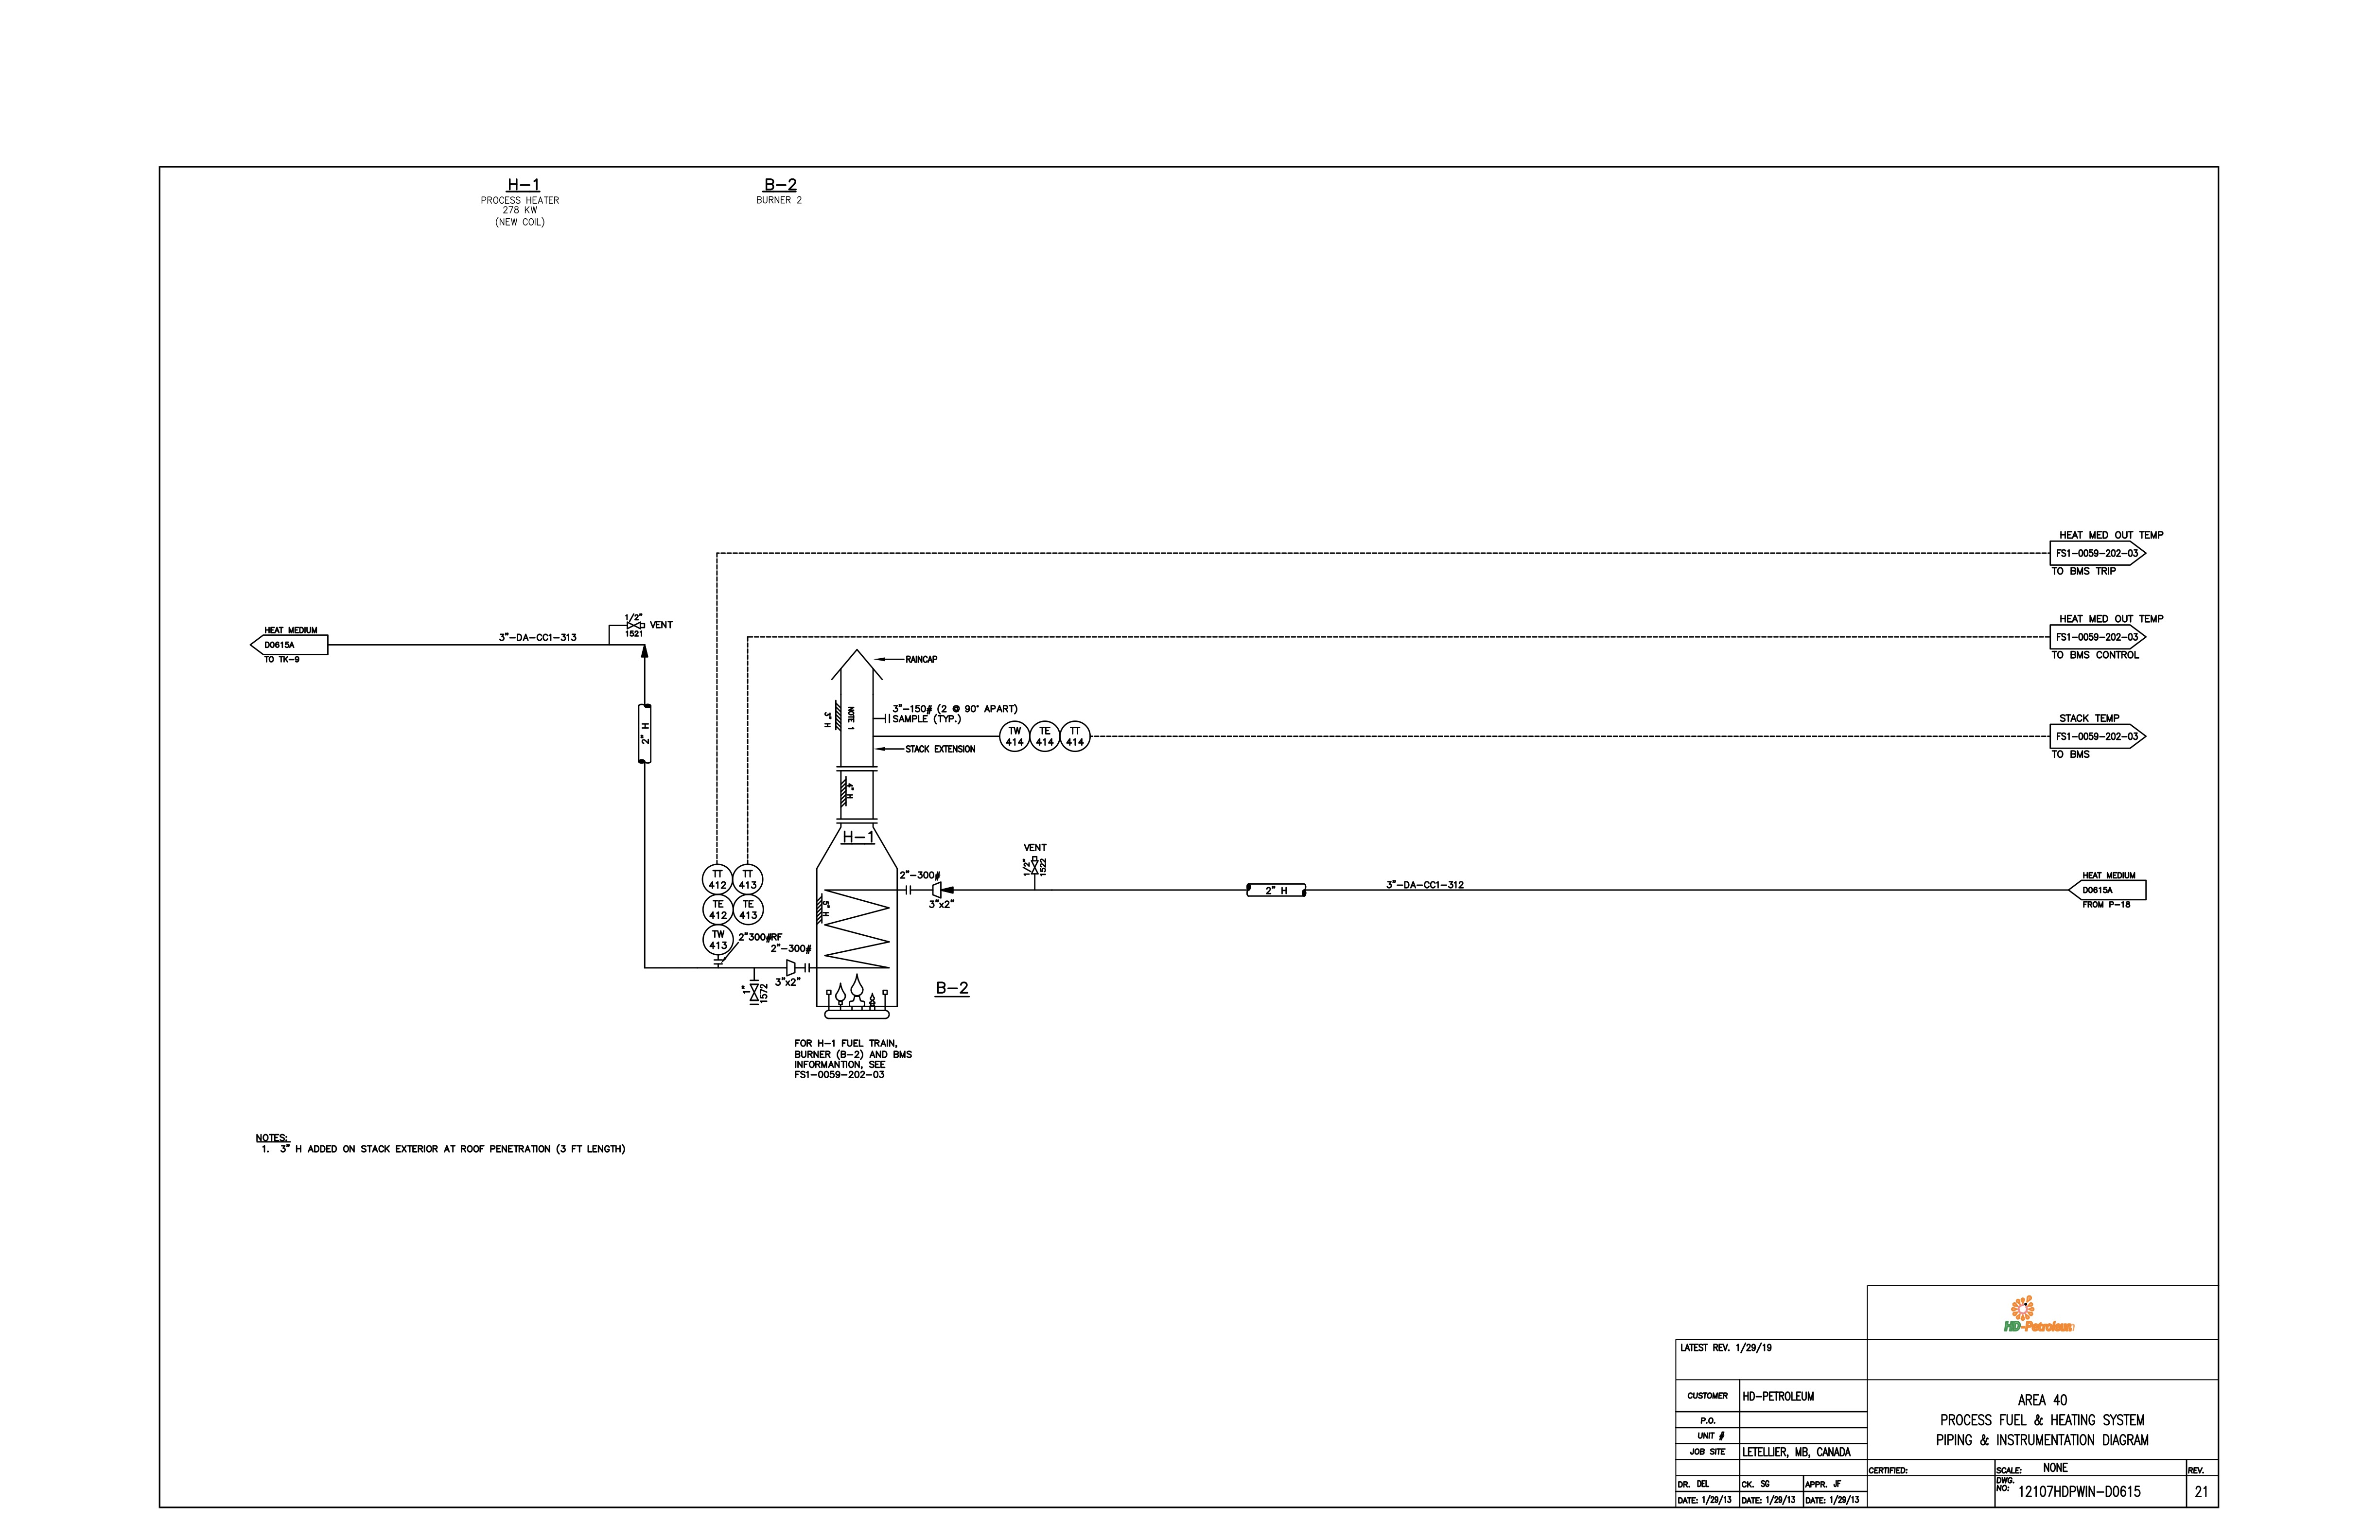 H-1
PROCESS HEATER
278 KW
(NEW COIL)
B-2
BURNER 2
HEAT MED OUT TEMP
FS1-0059-202-03
TO BMS TRIP
HEAT MED OUT TEMP
FS1-0059-202-03
TO BMS CONTROL
STACK TEMP
FS1-0059-202-03
TO BMS
HEAT MEDIUM
D0615A
TO TK-9
3"-DA-CC1-313
1/2"
1521
VENT
2" H
RAINCAP
3" H
NOTE 1
3"-150# (2 @ 90° APART)
SAMPLE (TYP.)
STACK EXTENSION
TW
414
TE
414
TT
414
4" H
H-1
VENT
1/2"
1522
2"-300#
3"x2"
2" H
3"-DA-CC1-312
HEAT MEDIUM
D0615A
FROM P-18
TT
412
TT
413
TE
412
TE
413
TW
413
2"300#RF
2"-300#
3"x2"
5" H
1"
1572
B-2
FOR H-1 FUEL TRAIN,
BURNER (B-2) AND BMS
INFORMANTION, SEE
FS1-0059-202-03
NOTES:
1. 3" H ADDED ON STACK EXTERIOR AT ROOF PENETRATION (3 FT LENGTH)
HD-Petroleum
LATEST REV. 1/29/19
CUSTOMER HD-PETROLEUM
P.O.
UNIT #
JOB SITE LETELLIER, MB, CANADA
AREA 40
PROCESS FUEL & HEATING SYSTEM
PIPING & INSTRUMENTATION DIAGRAM
DR. DEL CK. SG APPR. JF
DATE: 1/29/13 DATE: 1/29/13 DATE: 1/29/13
CERTIFIED:
SCALE: NONE
DWG.
NO: 12107HDPWIN-D0615
REV.
21